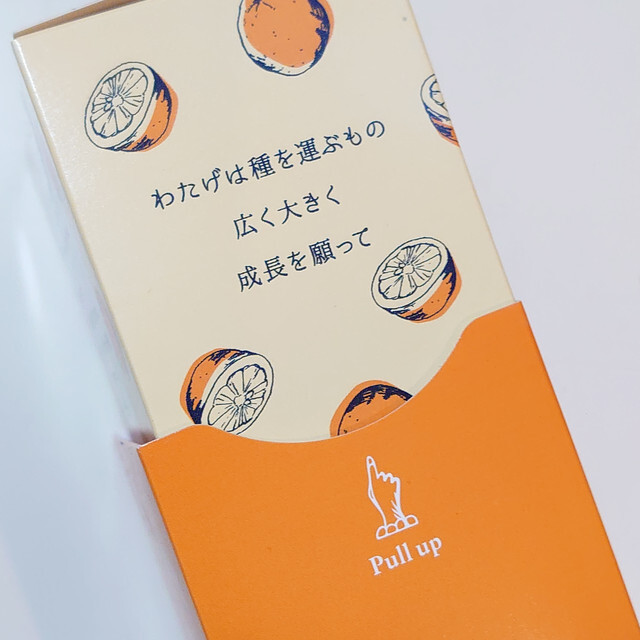 わたげは種を運ぶもの
広く大きく
成長を願って
Pull up